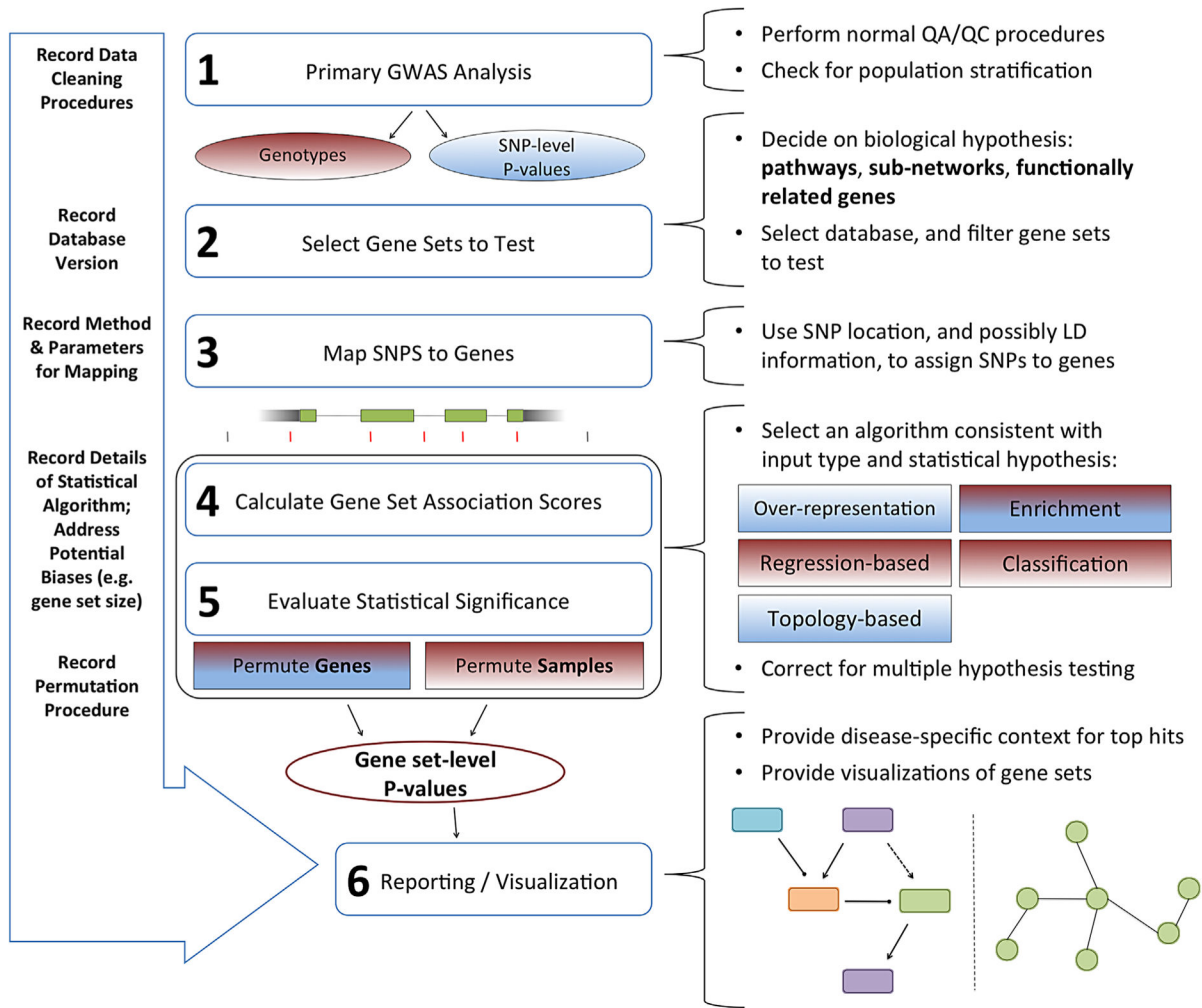 Record Data
Cleaning
Procedures
1
Primary GWAS Analysis
• Perform normal QA/QC procedures
• Check for population stratification
Genotypes
SNP-level
P-values
Record
Database
Version
2
Select Gene Sets to Test
• Decide on biological hypothesis:
pathways, sub-networks, functionally
related genes
• Select database, and filter gene sets
to test
Record Method
& Parameters
for Mapping
3
Map SNPS to Genes
• Use SNP location, and possibly LD
information, to assign SNPs to genes
Record Details
of Statistical
Algorithm;
Address
Potential
Biases (e.g.
gene set size)
4
Calculate Gene Set Association Scores
5
Evaluate Statistical Significance
• Select an algorithm consistent with
input type and statistical hypothesis:
Over-representation
Enrichment
Regression-based
Classification
Topology-based
Record
Permutation
Procedure
Permute Genes
Permute Samples
• Correct for multiple hypothesis testing
Gene set-level
P-values
6
Reporting / Visualization
• Provide disease-specific context for top hits
• Provide visualizations of gene sets